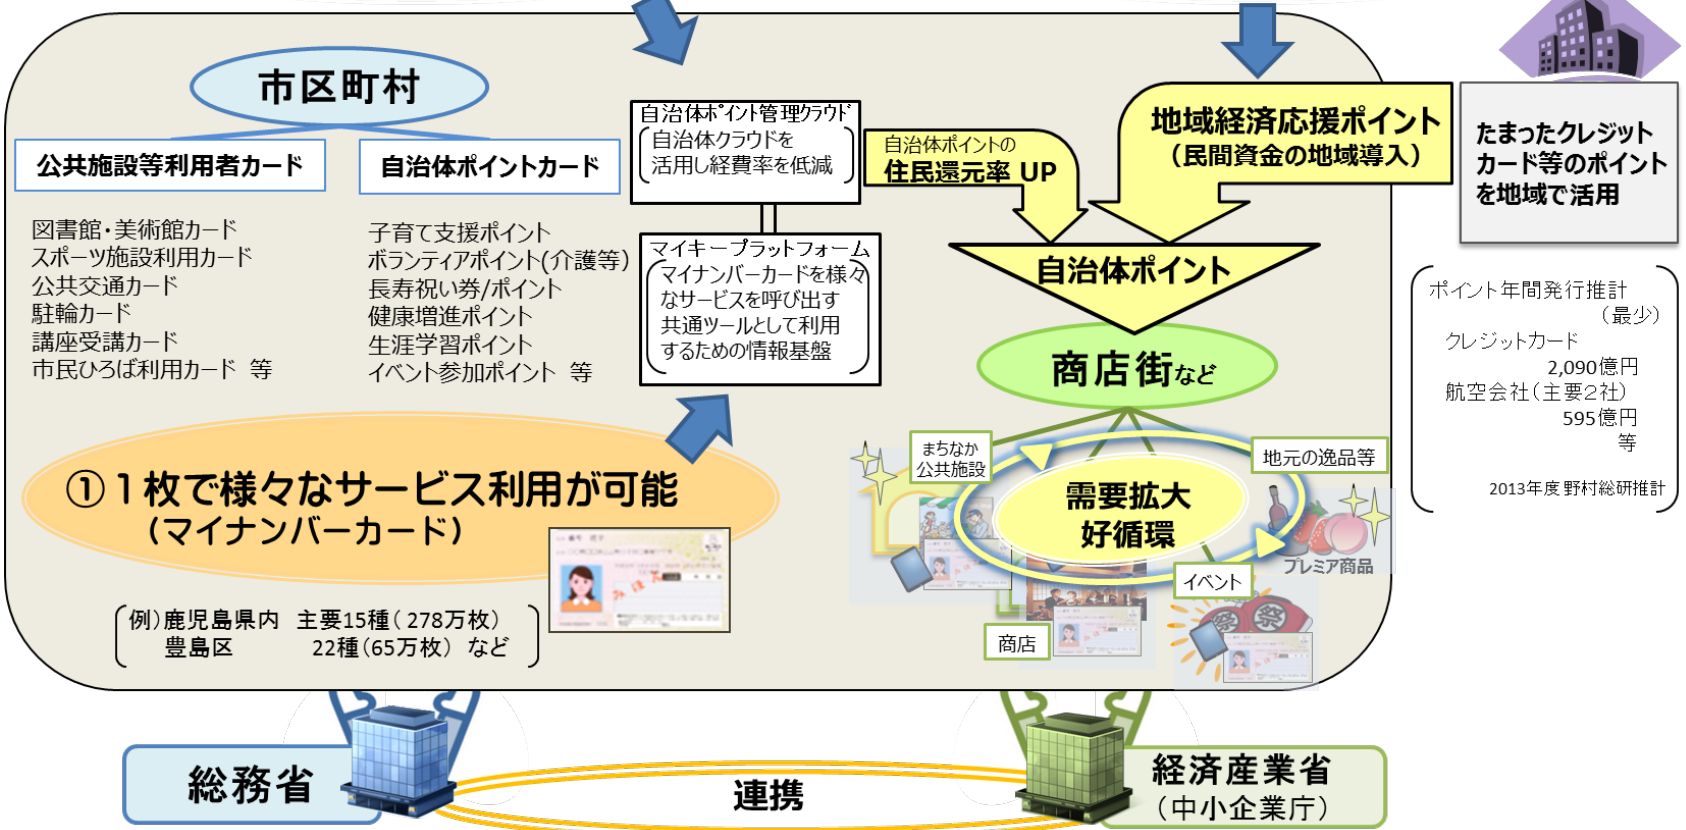 市区町村
公共施設等利用者カード
図書館・美術館カード
スポーツ施設利用カード
公共交通カード
駐輪カード
講座受講カード
市民ひろば利用カード 等
自治体ポイントカード
子育て支援ポイント
ボランティアポイント(介護等)
長寿祝い券/ポイント
健康増進ポイント
生涯学習ポイント
イベント参加ポイント 等
自治体ポイント管理クラウド
自治体クラウドを
活用し経費率を低減
マイキープラットフォーム
マイナンバーカードを様々
なサービスを呼び出す
共通ツールとして利用
するための情報基盤
自治体ポイントの
住民還元率 UP
地域経済応援ポイント
（民間資金の地域導入）
自治体ポイント
たまったクレジット
カード等のポイント
を地域で活用
ポイント年間発行推計
（最少）
クレジットカード
2,090億円
航空会社（主要２社）
595億円
等
2013年度 野村総研推計
商店街など
まちなか
公共施設
地元の逸品等
需要拡大
好循環
プレミア商品
イベント
祭 祭
商店
①１枚で様々なサービス利用が可能
（マイナンバーカード）
例）鹿児島県内 主要15種（ 278万枚）
豊島区 22種（65万枚） など
総務省
連携
経済産業省
（中小企業庁）